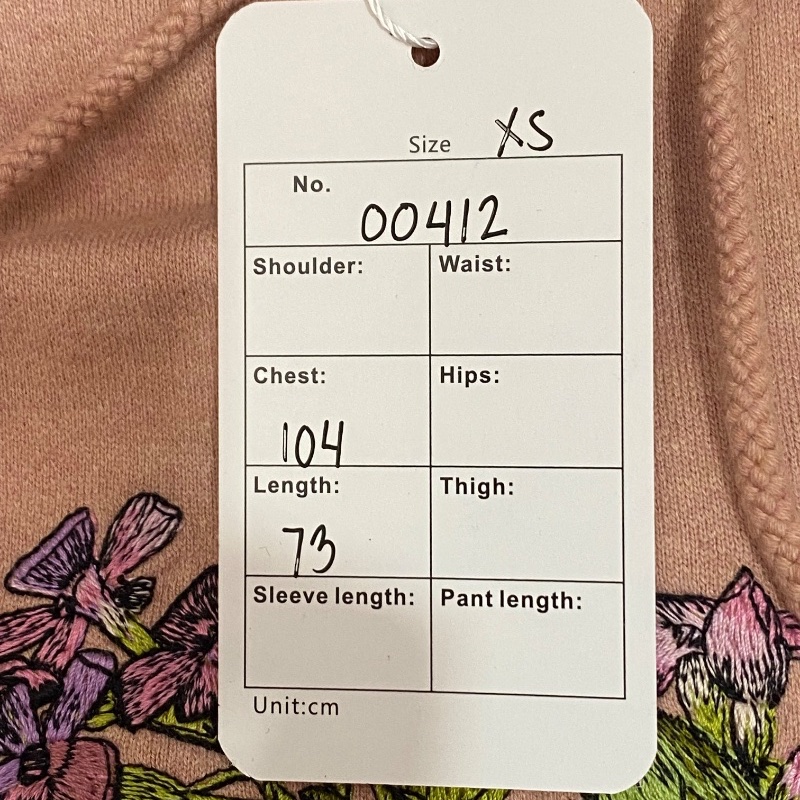 Size XS
No.
00412
Shoulder: Waist:
Chest: Hips:
104
Length: Thigh:
73
Sleeve length: Pant length:
Unit:cm